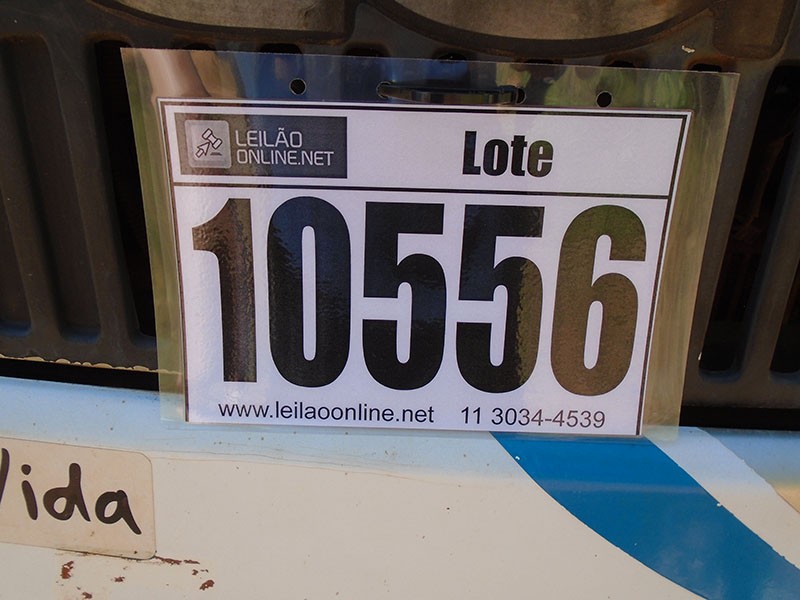 LEILÃO
ONLINE.NET
Lote
10556
www.leilaoonline.net 11 3034-4539
Vida